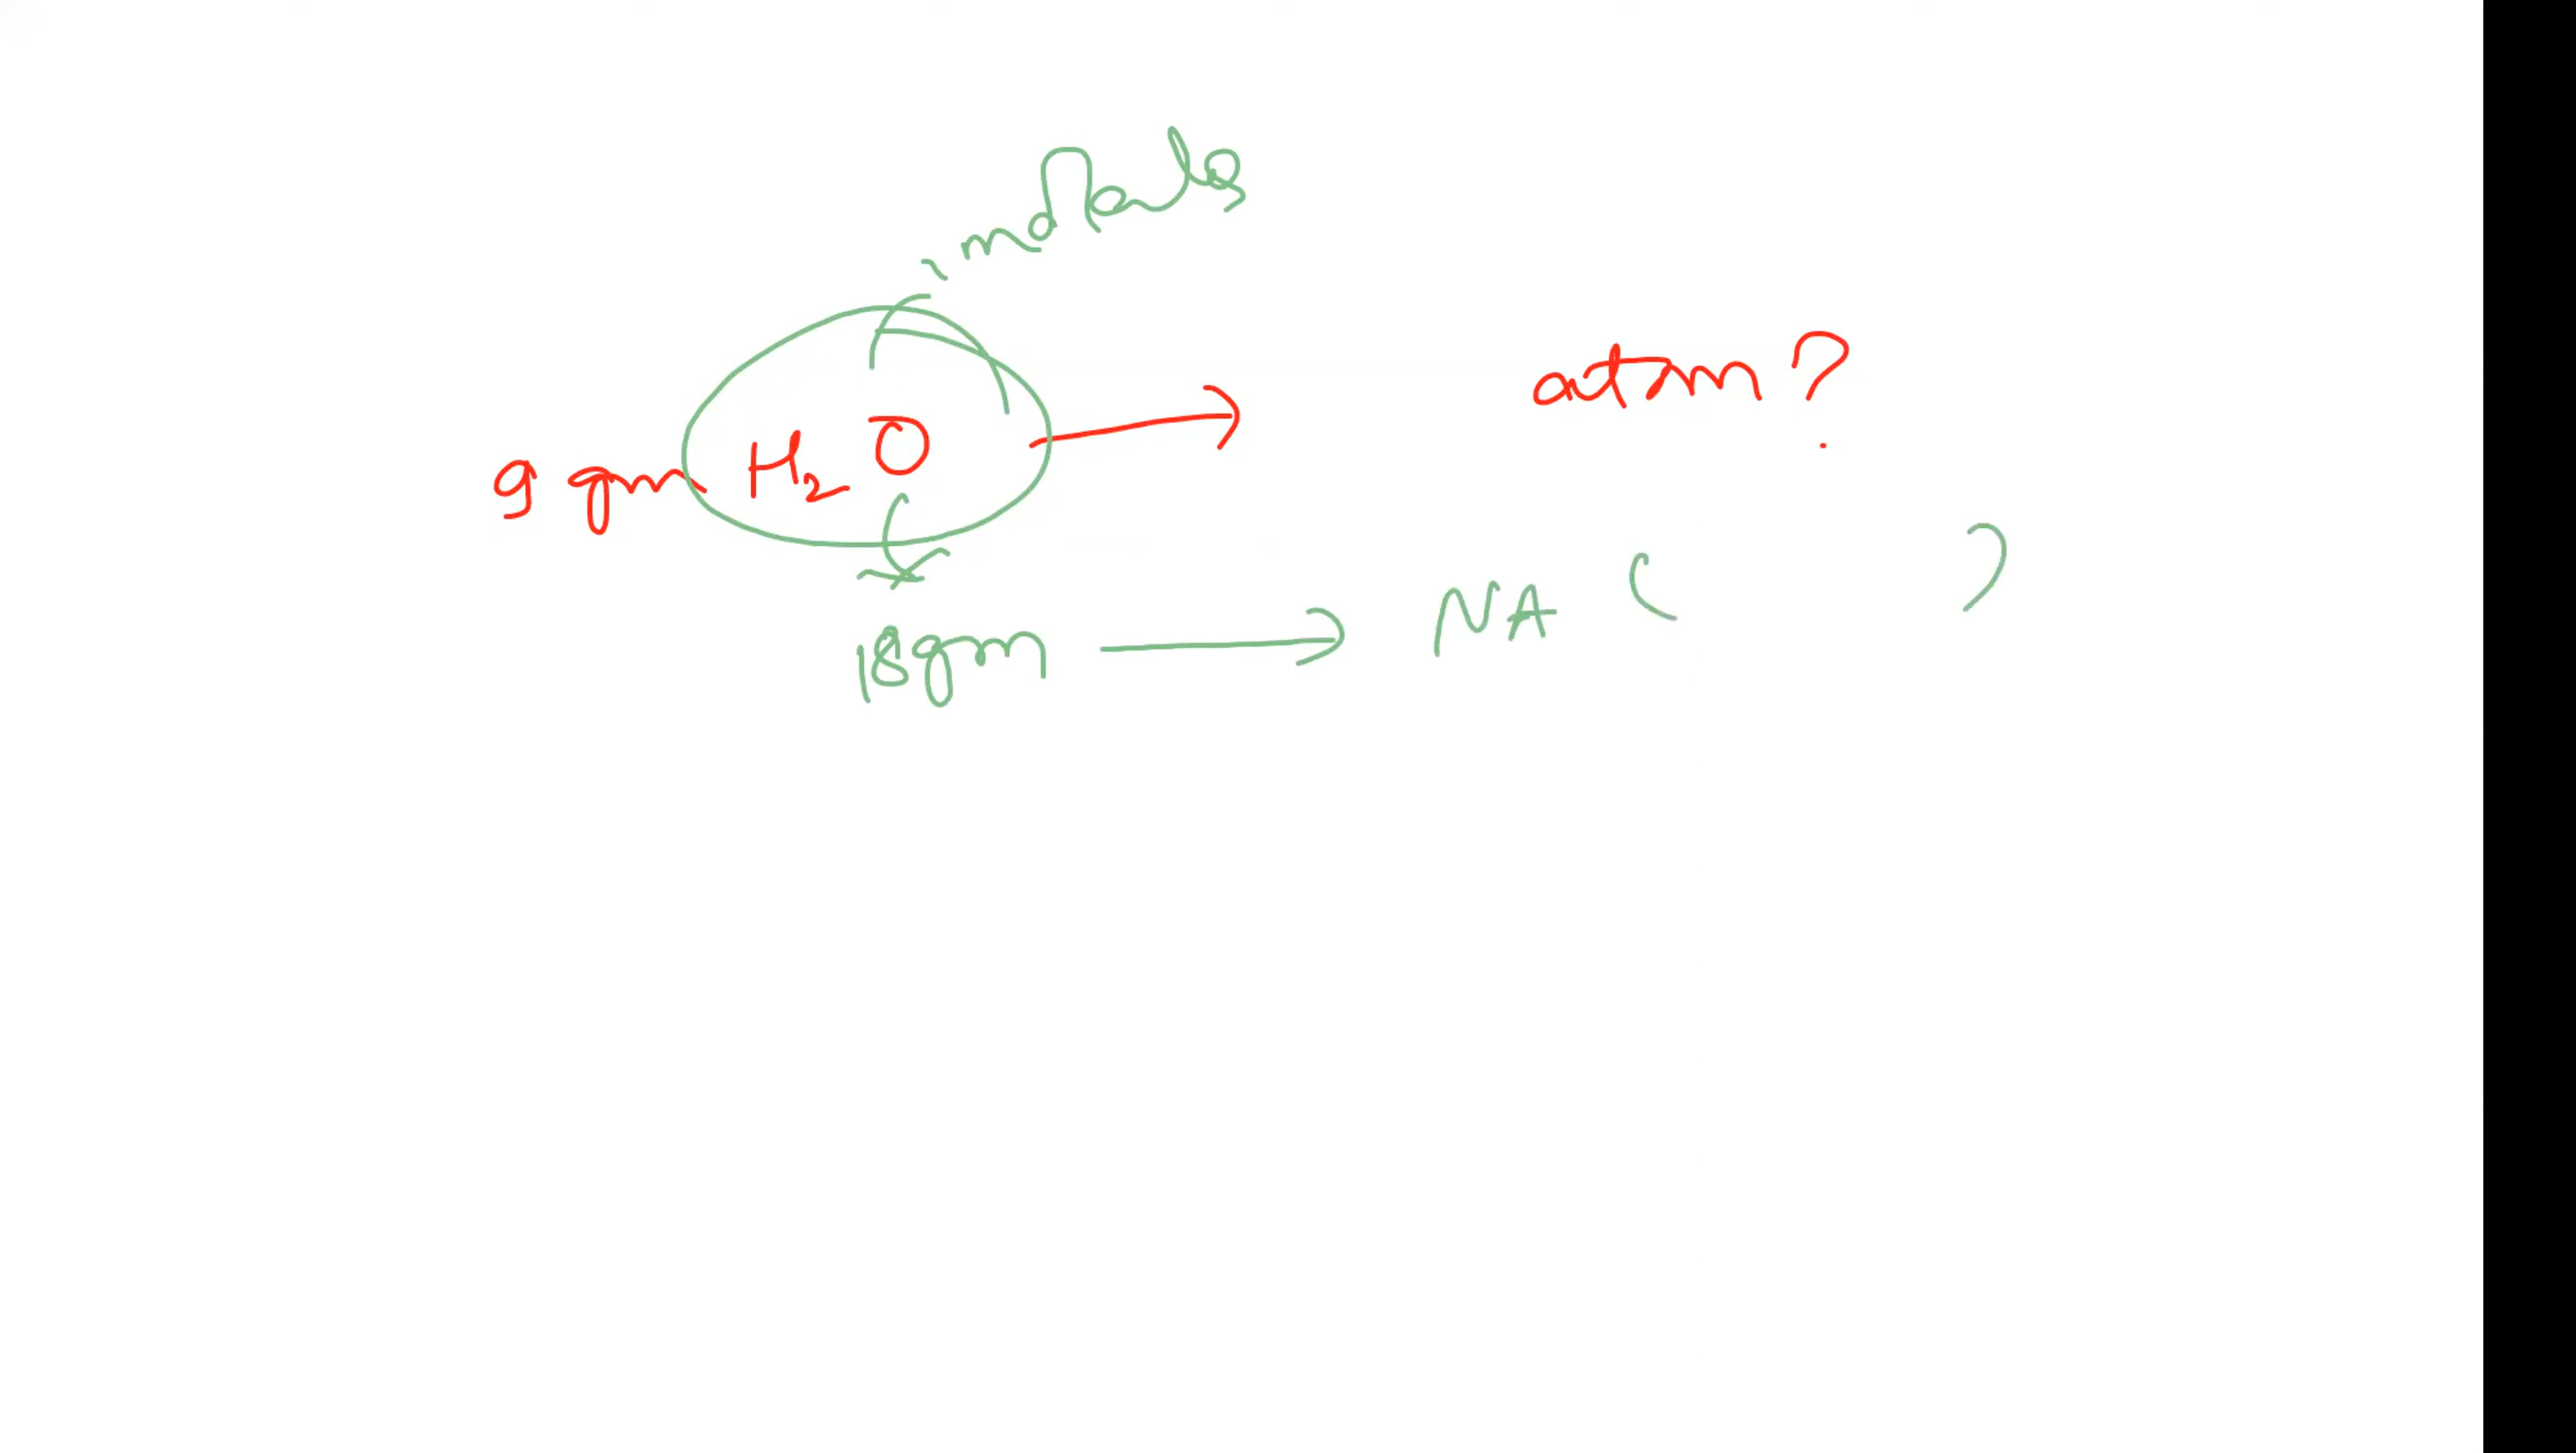 molecules
9 gm H2O → atom ?
18gm → NA ( )